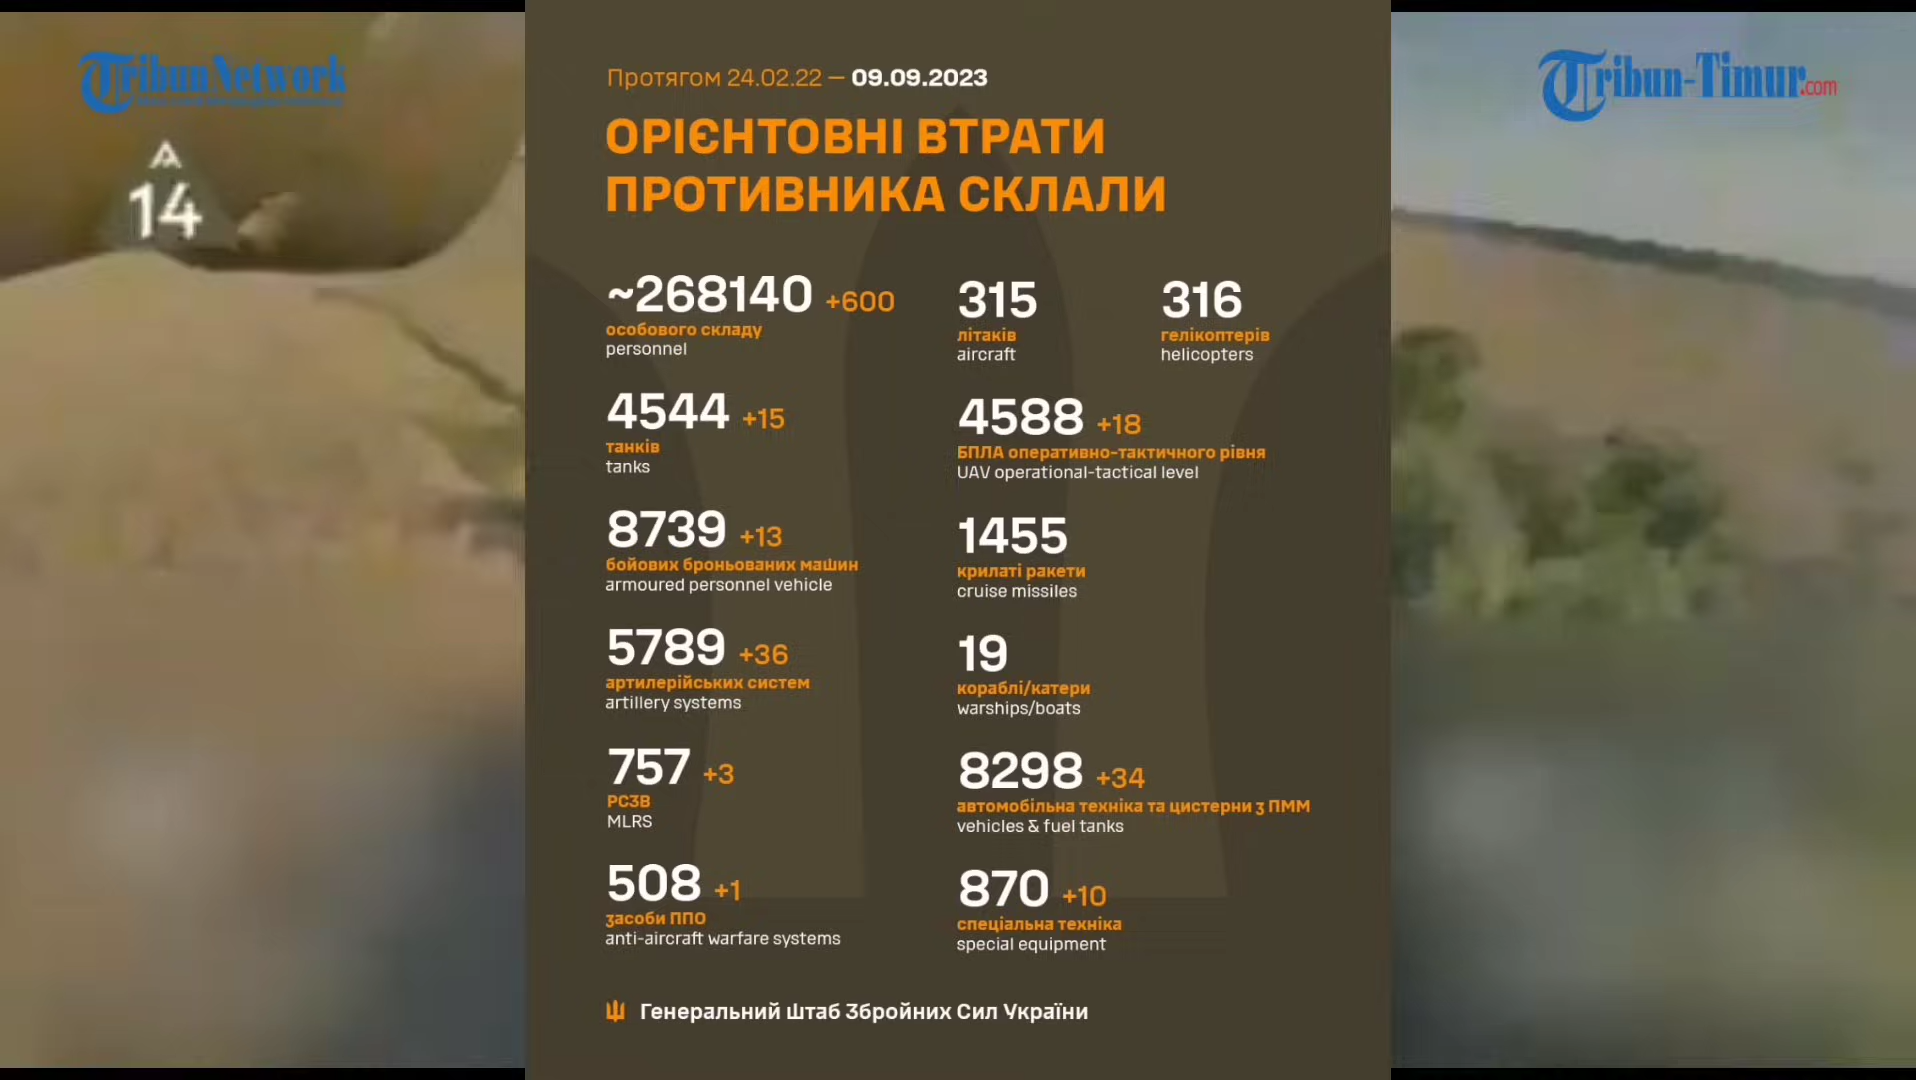 Tribun Network
Tribun-Timur.com
14
Протягом 24.02.22 — 09.09.2023
ОРІЄНТОВНІ ВТРАТИ
ПРОТИВНИКА СКЛАЛИ
~268140 +600
особового складу
personnel
315
літаків
aircraft
316
гелікоптерів
helicopters
4544 +15
танків
tanks
4588 +18
БПЛА оперативно-тактичного рівня
UAV operational-tactical level
8739 +13
бойових броньованих машин
armoured personnel vehicle
1455
крилаті ракети
cruise missiles
5789 +36
артилерійських систем
artillery systems
19
кораблі/катери
warships/boats
757 +3
РСЗВ
MLRS
8298 +34
автомобільна техніка та цистерни з ПММ
vehicles & fuel tanks
508 +1
засоби ППО
anti-aircraft warfare systems
870 +10
спеціальна техніка
special equipment
Генеральний штаб Збройних Сил України